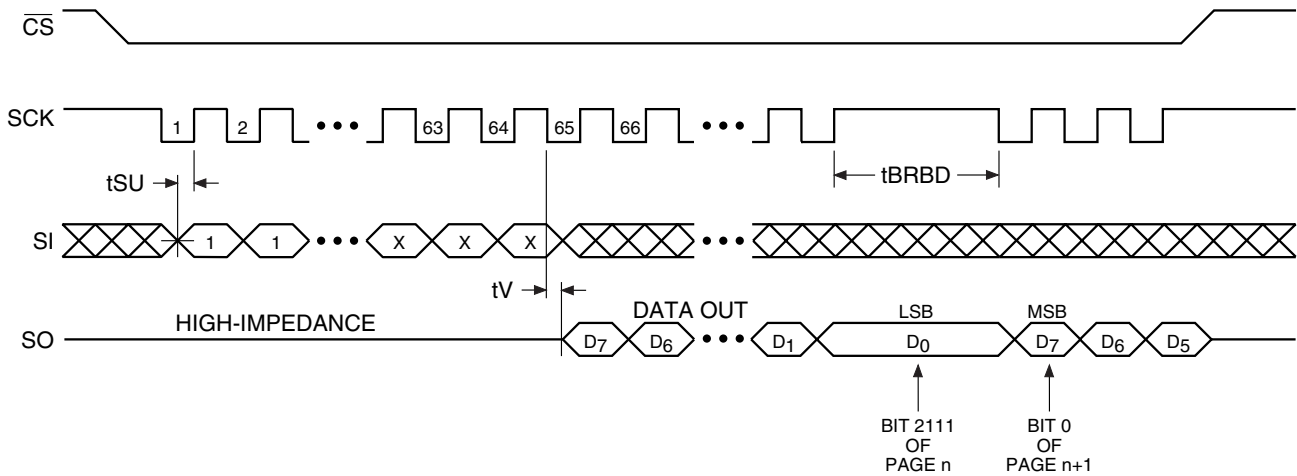 CS
SCK 1 2 ••• 63 64 65 66 •••
tSU tBRBD
SI 1 1 ••• X X X •••
tV
HIGH-IMPEDANCE DATA OUT LSB MSB
SO D7 D6 ••• D1 D0 D7 D6 D5
BIT 2111
OF
PAGE n
BIT 0
OF
PAGE n+1